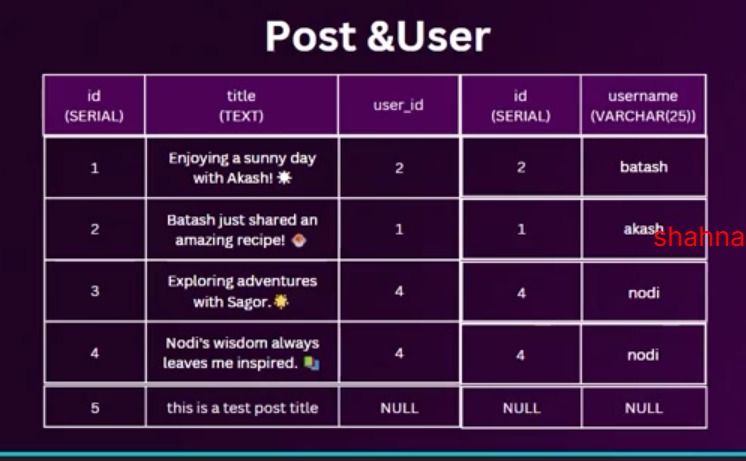 Post &User
id title user_id id username
(SERIAL) (TEXT) (SERIAL) (VARCHAR(25))
1 Enjoying a sunny day with Akash! ☀ 2 2 batash
2 Batash just shared an amazing recipe! 🍛 1 1 akash
shahna
3 Exploring adventures with Sagor. 🌟 4 4 nodi
4 Nodi's wisdom always leaves me inspired. 📚 4 4 nodi
5 this is a test post title NULL NULL NULL